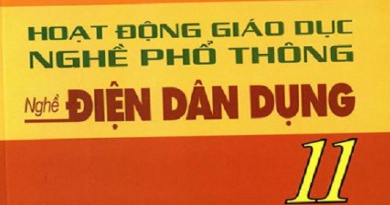 HOẠT ĐỘNG GIÁO DỤC
NGHỀ PHỔ THÔNG
Nghề ĐIỆN DÂN DỤNG
11